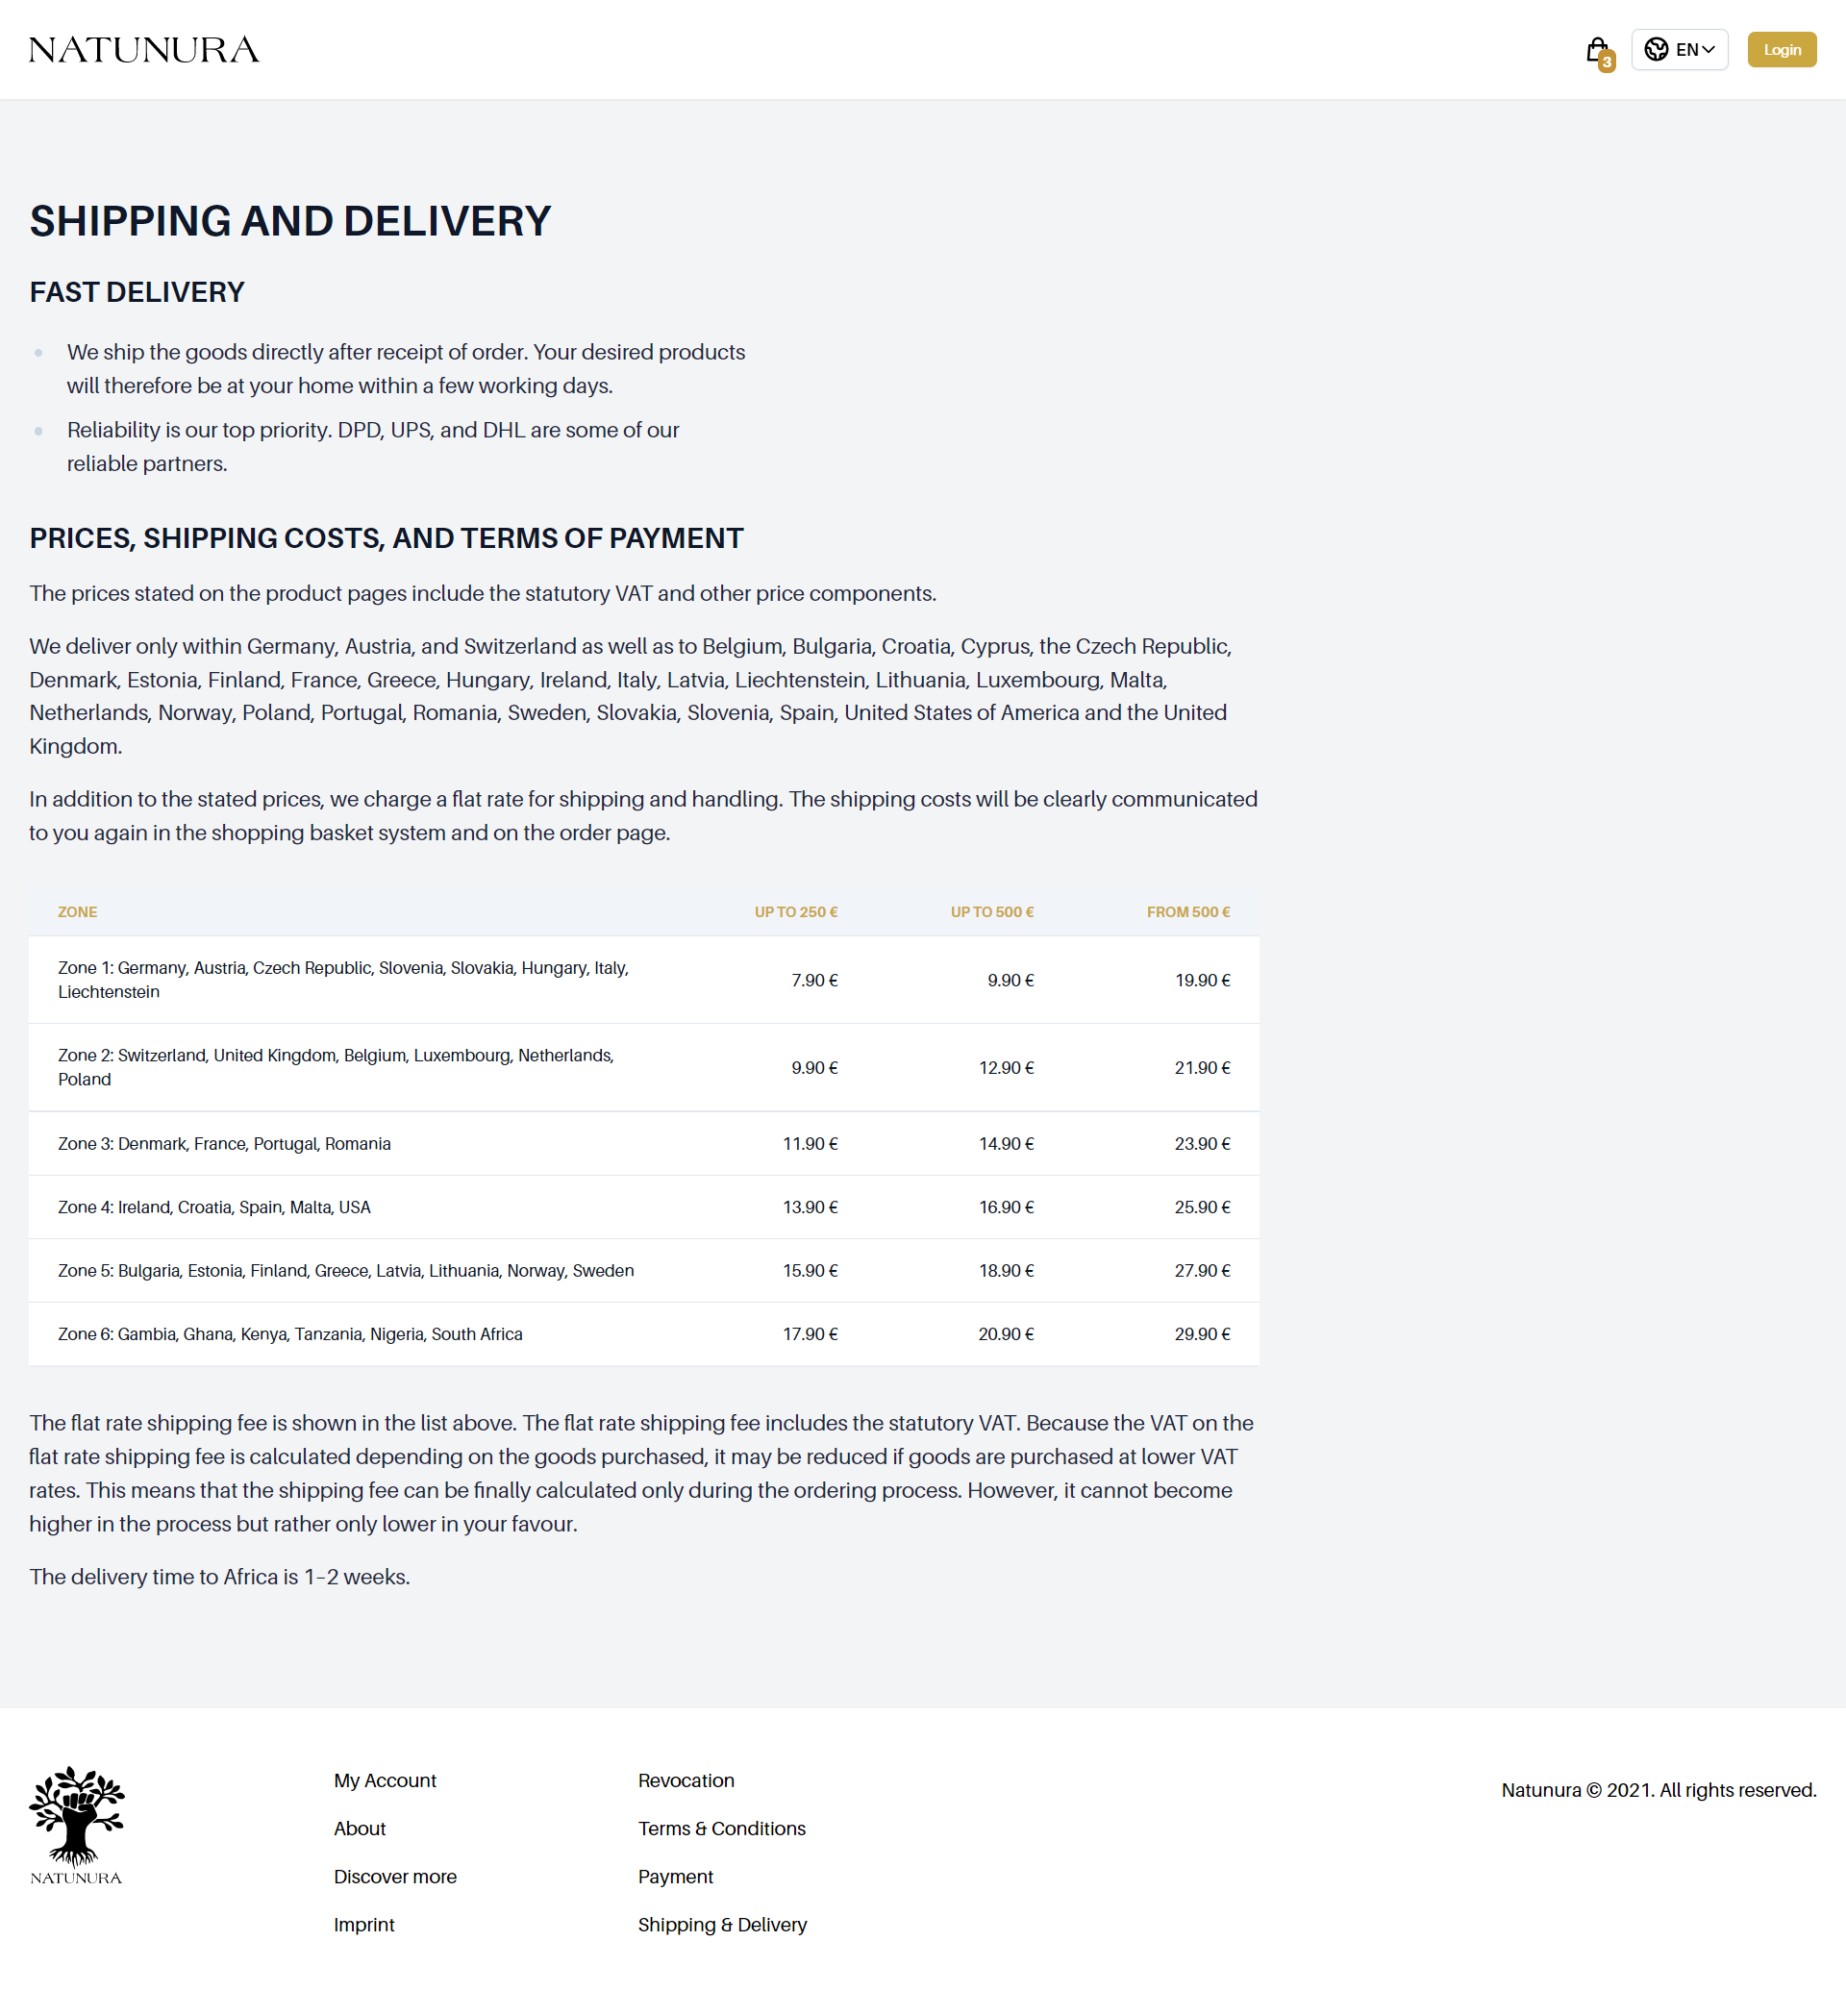 NATUNURA
3
EN
Login
SHIPPING AND DELIVERY
FAST DELIVERY
We ship the goods directly after receipt of order. Your desired products
will therefore be at your home within a few working days.
Reliability is our top priority. DPD, UPS, and DHL are some of our
reliable partners.
PRICES, SHIPPING COSTS, AND TERMS OF PAYMENT
The prices stated on the product pages include the statutory VAT and other price components.
We deliver only within Germany, Austria, and Switzerland as well as to Belgium, Bulgaria, Croatia, Cyprus, the Czech Republic,
Denmark, Estonia, Finland, France, Greece, Hungary, Ireland, Italy, Latvia, Liechtenstein, Lithuania, Luxembourg, Malta,
Netherlands, Norway, Poland, Portugal, Romania, Sweden, Slovakia, Slovenia, Spain, United States of America and the United
Kingdom.
In addition to the stated prices, we charge a flat rate for shipping and handling. The shipping costs will be clearly communicated
to you again in the shopping basket system and on the order page.
ZONE UP TO 250 € UP TO 500 € FROM 500 €
Zone 1: Germany, Austria, Czech Republic, Slovenia, Slovakia, Hungary, Italy,
Liechtenstein
7.90 € 9.90 € 19.90 €
Zone 2: Switzerland, United Kingdom, Belgium, Luxembourg, Netherlands,
Poland
9.90 € 12.90 € 21.90 €
Zone 3: Denmark, France, Portugal, Romania 11.90 € 14.90 € 23.90 €
Zone 4: Ireland, Croatia, Spain, Malta, USA 13.90 € 16.90 € 25.90 €
Zone 5: Bulgaria, Estonia, Finland, Greece, Latvia, Lithuania, Norway, Sweden 15.90 € 18.90 € 27.90 €
Zone 6: Gambia, Ghana, Kenya, Tanzania, Nigeria, South Africa 17.90 € 20.90 € 29.90 €
The flat rate shipping fee is shown in the list above. The flat rate shipping fee includes the statutory VAT. Because the VAT on the
flat rate shipping fee is calculated depending on the goods purchased, it may be reduced if goods are purchased at lower VAT
rates. This means that the shipping fee can be finally calculated only during the ordering process. However, it cannot become
higher in the process but rather only lower in your favour.
The delivery time to Africa is 1–2 weeks.
NATUNURA
My Account
About
Discover more
Imprint
Revocation
Terms & Conditions
Payment
Shipping & Delivery
Natunura © 2021. All rights reserved.